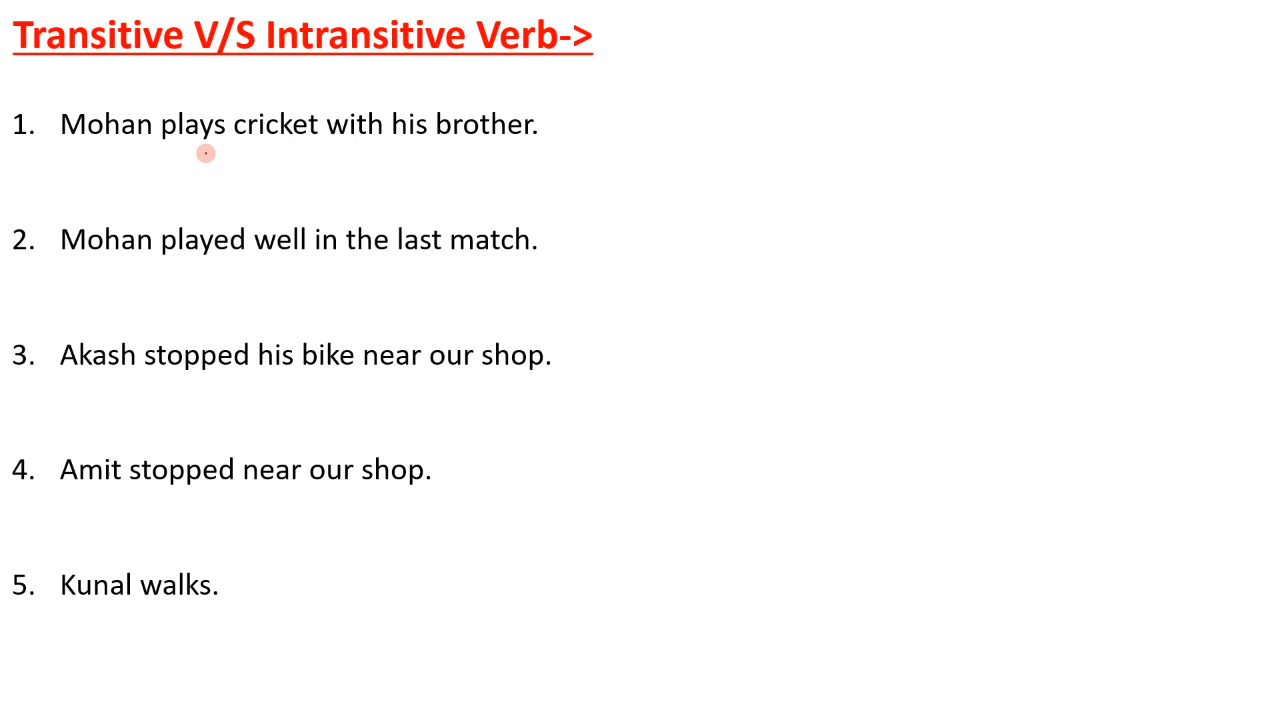 Transitive V/S Intransitive Verb->
1. Mohan plays cricket with his brother.
2. Mohan played well in the last match.
3. Akash stopped his bike near our shop.
4. Amit stopped near our shop.
5. Kunal walks.